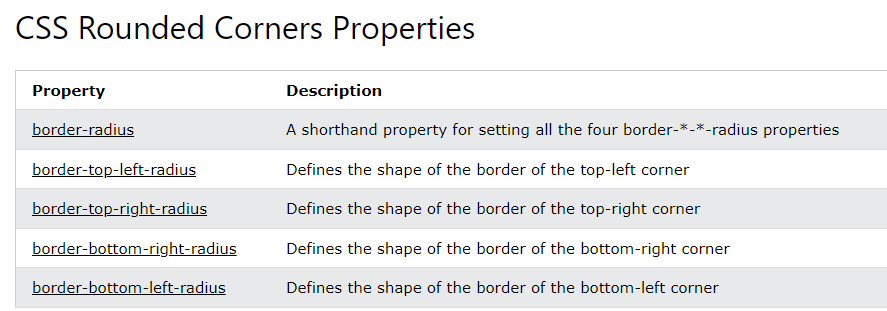 CSS Rounded Corners Properties
Property Description
border-radius A shorthand property for setting all the four border-*-*-radius properties
border-top-left-radius Defines the shape of the border of the top-left corner
border-top-right-radius Defines the shape of the border of the top-right corner
border-bottom-right-radius Defines the shape of the border of the bottom-right corner
border-bottom-left-radius Defines the shape of the border of the bottom-left corner